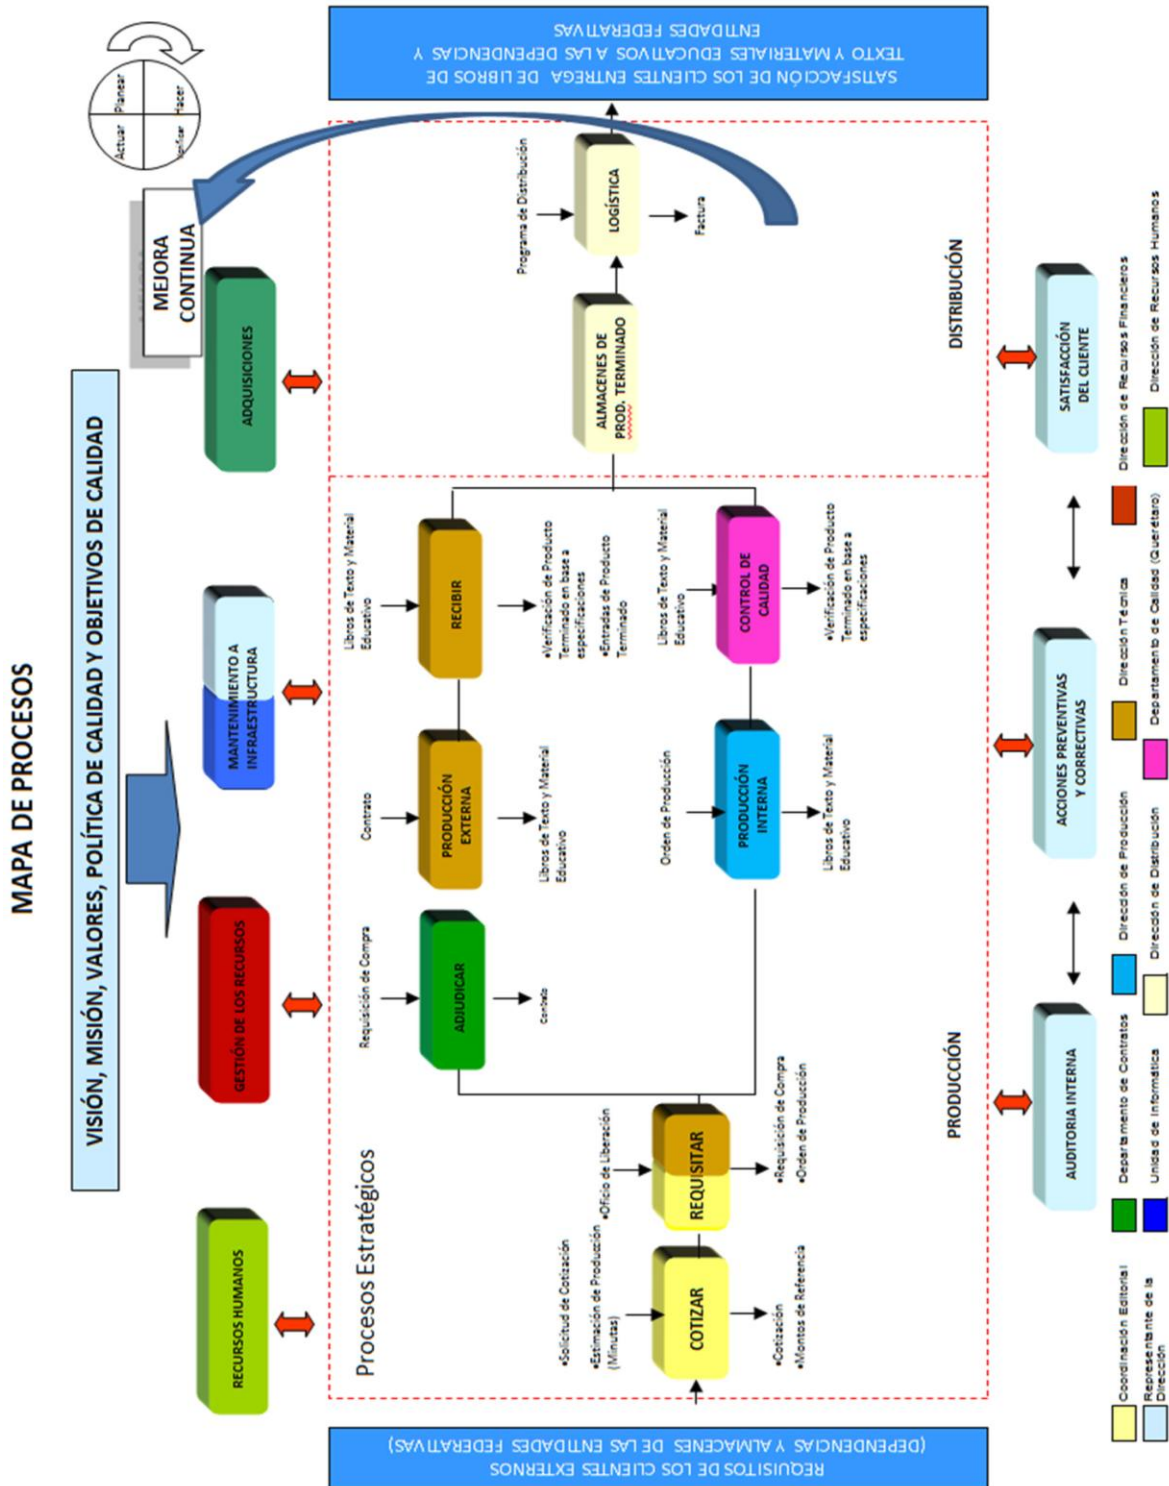 MAPA DE PROCESOS
VISIÓN, MISIÓN, VALORES, POLÍTICA DE CALIDAD Y OBJETIVOS DE CALIDAD
MEJORA
CONTINUA
Actuar
Planear
Verificar
Hacer
RECURSOS HUMANOS
GESTIÓN DE LOS RECURSOS
MANTENIMIENTO A
INFRAESTRUCTURA
ADQUISICIONES
REQUISITOS DE LOS CLIENTES EXTERNOS
(DEPENDENCIAS Y ALMACENES DE LAS ENTIDADES FEDERATIVAS)
Procesos Estratégicos
•Solicitud de Cotización
•Estimación de Producción
(Minutas)
COTIZAR
•Cotización
•Montos de Referencia
•Oficio de Liberación
REQUISITAR
•Requisición de Compra
•Orden de Producción
Requisición de Compra
ADJUDICAR
Contrato
Contrato
PRODUCCIÓN
EXTERNA
Libros de Texto y Material
Educativo
Libros de Texto y Material
Educativo
RECIBIR
•Verificación de Producto
Terminado en base a
especificaciones
•Entradas de Producto
Terminado
Orden de Producción
PRODUCCIÓN
INTERNA
Libros de Texto y Material
Educativo
Libros de Texto y Material
Educativo
CONTROL DE
CALIDAD
•Verificación de Producto
Terminado en base a
especificaciones
PRODUCCIÓN
ALMACENES DE
PROD. TERMINADO
Programa de Distribución
LOGÍSTICA
Factura
DISTRIBUCIÓN
SATISFACCIÓN DE LOS CLIENTES ENTREGA DE LIBROS DE
TEXTO Y MATERIALES EDUCATIVOS A LAS DEPENDENCIAS Y
ENTIDADES FEDERATIVAS
AUDITORIA INTERNA
ACCIONES PREVENTIVAS
Y CORRECTIVAS
SATISFACCIÓN
DEL CLIENTE
Coordinación Editorial
Departamento de Contratos
Dirección de Producción
Dirección Técnica
Dirección de Recursos Financieros
Representante de la
Dirección
Unidad de Informática
Dirección de Distribución
Departamento de Calidad (Querétaro)
Dirección de Recursos Humanos